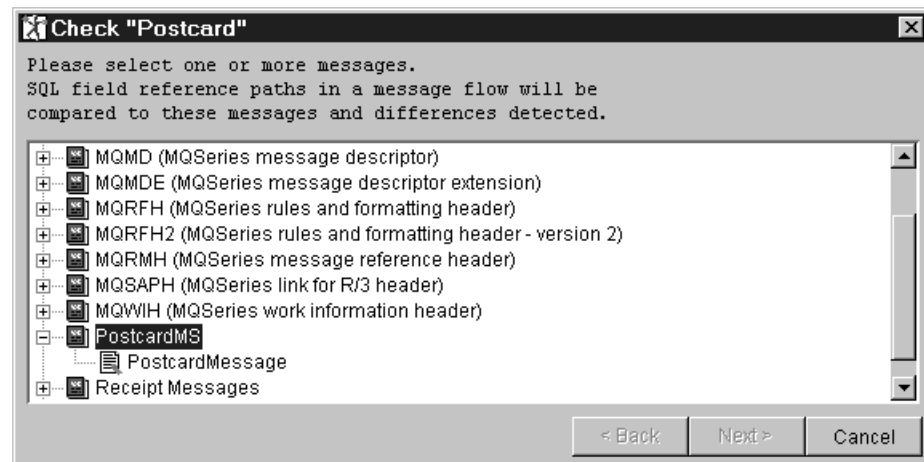 Check "Postcard"
Please select one or more messages.
SQL field reference paths in a message flow will be
compared to these messages and differences detected.
MQMD (MQSeries message descriptor)
MQMDE (MQSeries message descriptor extension)
MQRFH (MQSeries rules and formatting header)
MQRFH2 (MQSeries rules and formatting header - version 2)
MQRMH (MQSeries message reference header)
MQSAPH (MQSeries link for R/3 header)
MQWIH (MQSeries work information header)
PostcardMS
PostcardMessage
Receipt Messages
< Back Next > Cancel